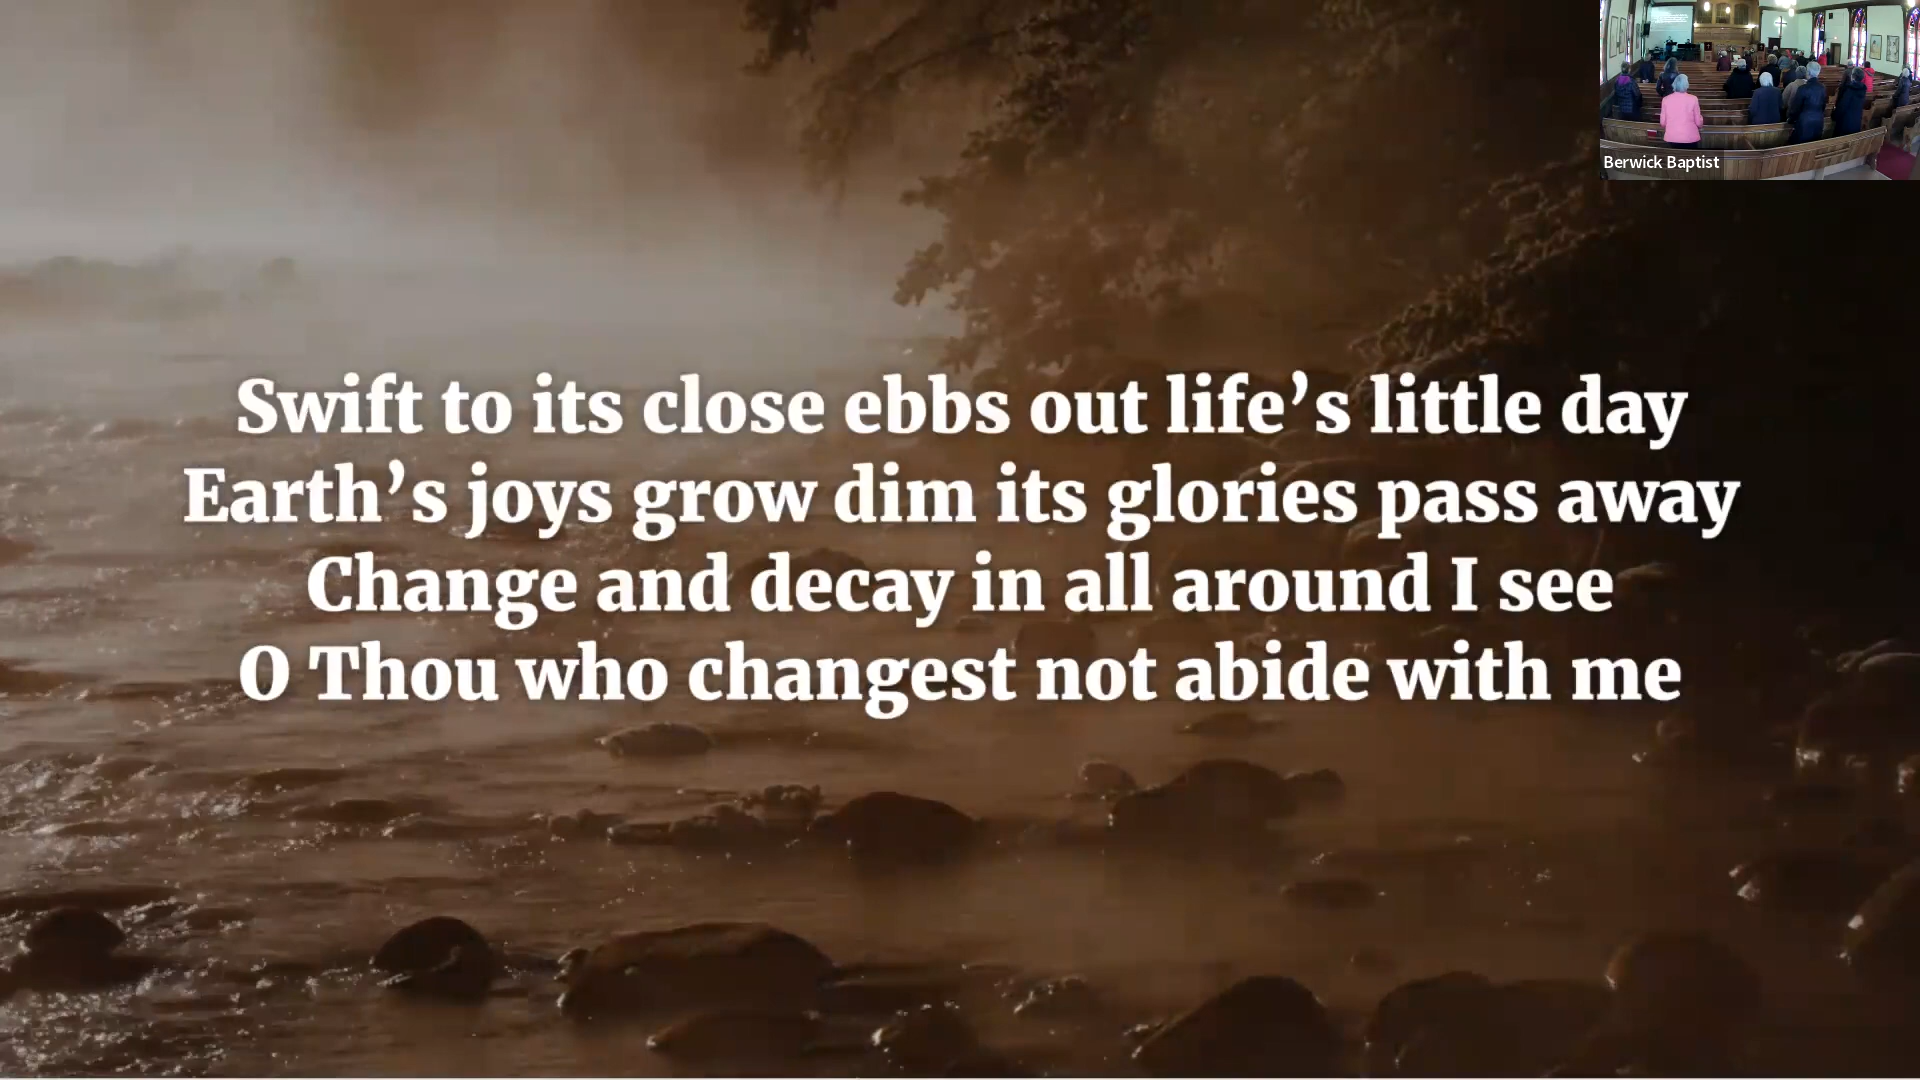 Berwick Baptist
Swift to its close ebbs out life’s little day
Earth’s joys grow dim its glories pass away
Change and decay in all around I see
O Thou who changest not abide with me